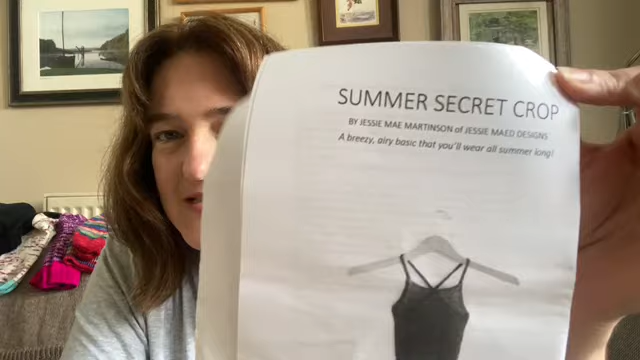 SUMMER SECRET CROP
BY JESSIE MAE MARTINSON of JESSIE MAED DESIGNS
A breezy, airy basic that you'll wear all summer long!